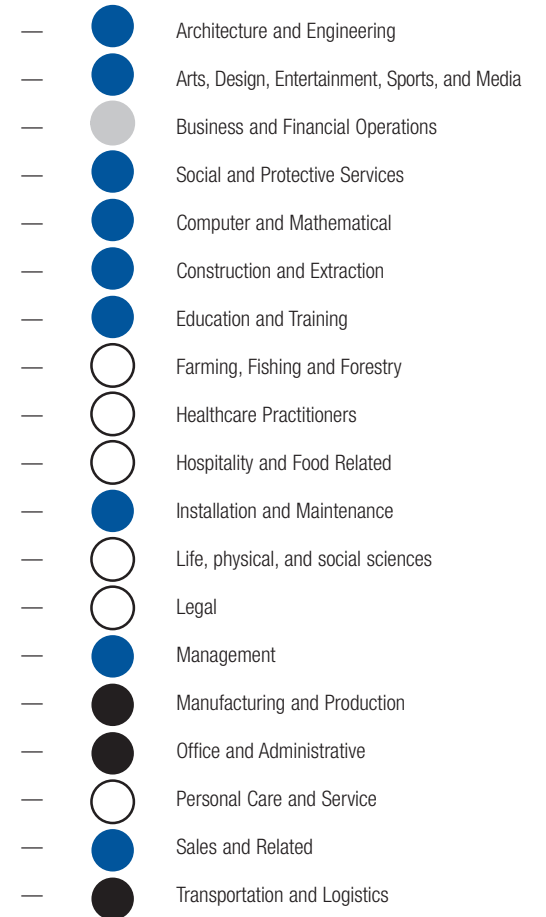 — Architecture and Engineering
— Arts, Design, Entertainment, Sports, and Media
— Business and Financial Operations
— Social and Protective Services
— Computer and Mathematical
— Construction and Extraction
— Education and Training
— Farming, Fishing and Forestry
— Healthcare Practitioners
— Hospitality and Food Related
— Installation and Maintenance
— Life, physical, and social sciences
— Legal
— Management
— Manufacturing and Production
— Office and Administrative
— Personal Care and Service
— Sales and Related
— Transportation and Logistics